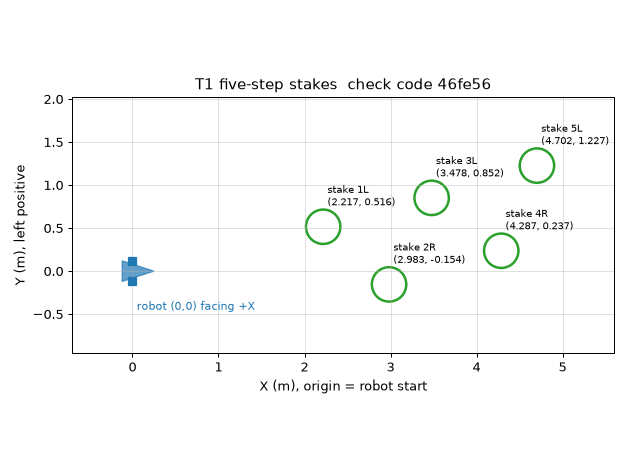 T1 five-step stakes  check code 46fe56
Y (m), left positive
2.0
1.5
1.0
0.5
0.0
−0.5
stake 5L
(4.702, 1.227)
stake 3L
(3.478, 0.852)
stake 1L
(2.217, 0.516)
stake 4R
(4.287, 0.237)
stake 2R
(2.983, -0.154)
robot (0,0) facing +X
0 1 2 3 4 5
X (m), origin = robot start